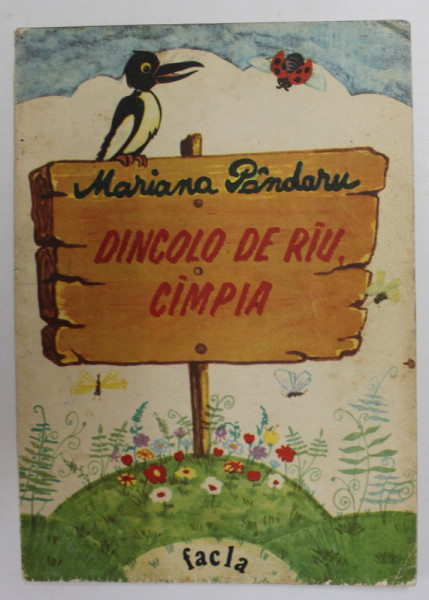 Mariana Pândaru
DINCOLO DE RÎU,
CÎMPIA
facla